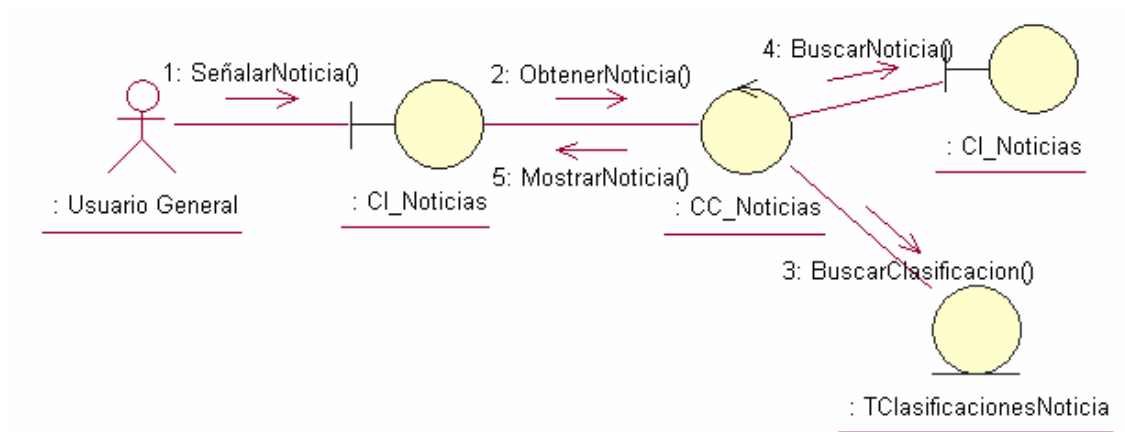 1: SeñalarNoticia()
2: ObtenerNoticia()
4: BuscarNoticia()
5: MostrarNoticia()
: CI_Noticias
: Usuario General
: CI_Noticias
: CC_Noticias
3: BuscarClasificacion()
: TClasificacionesNoticia